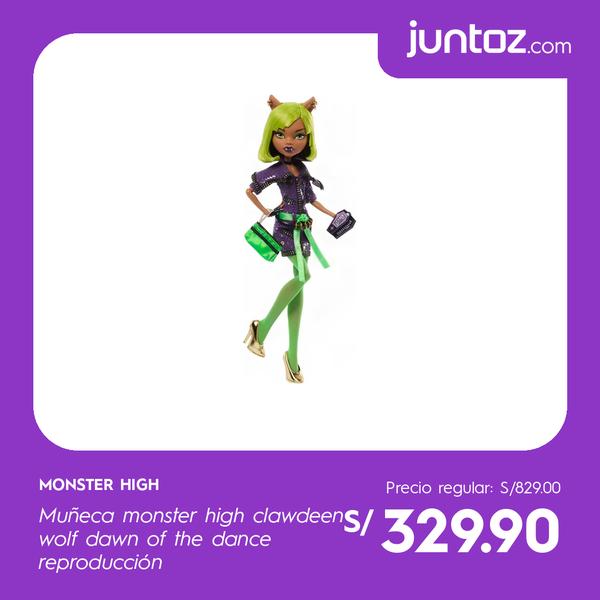 juntoz.com
MONSTER HIGH
Muñeca monster high clawdeen
wolf dawn of the dance
reproducción
Precio regular: S/829.00
S/ 329.90